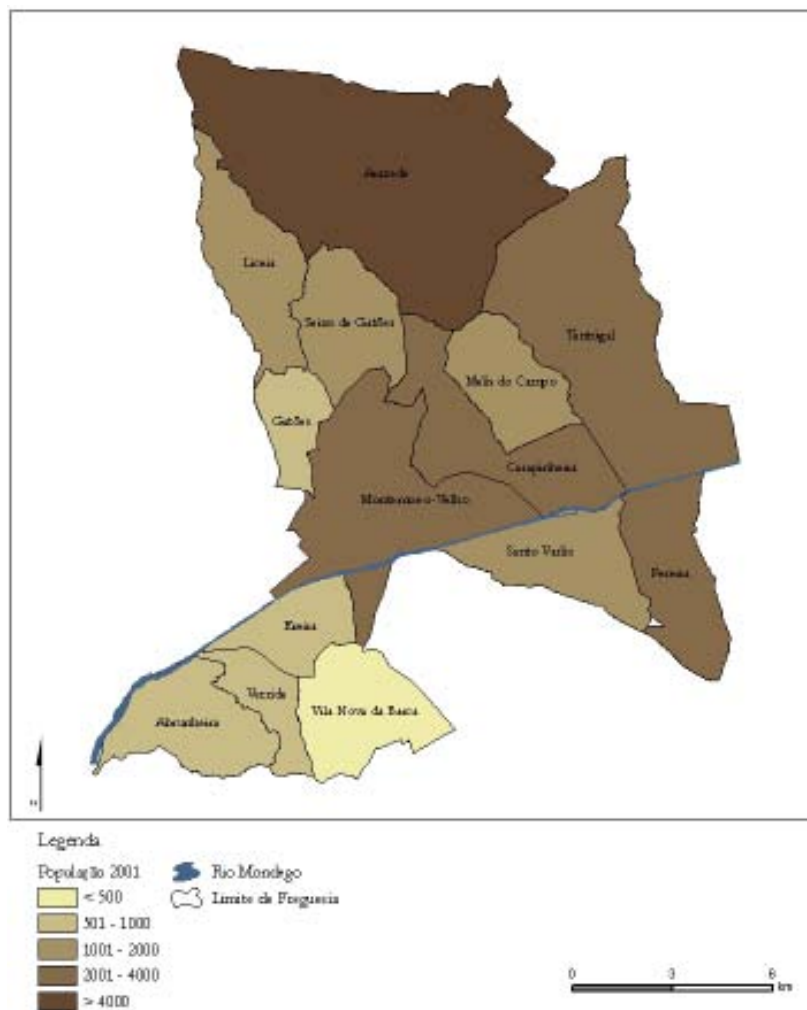 Arazede
Liceia
Seixo de Gatões
Tentúgal
Meãs do Campo
Gatões
Carapinheira
Montemor-o-Velho
Santo Varão
Pereira
Ereira
Verride
Vila Nova da Barca
Abrunheira
N
Legenda
População 2001
Rio Mondego
< 500
Limite de Freguesia
501 - 1000
1001 - 2000
2001 - 4000
> 4000
0 3 6
km